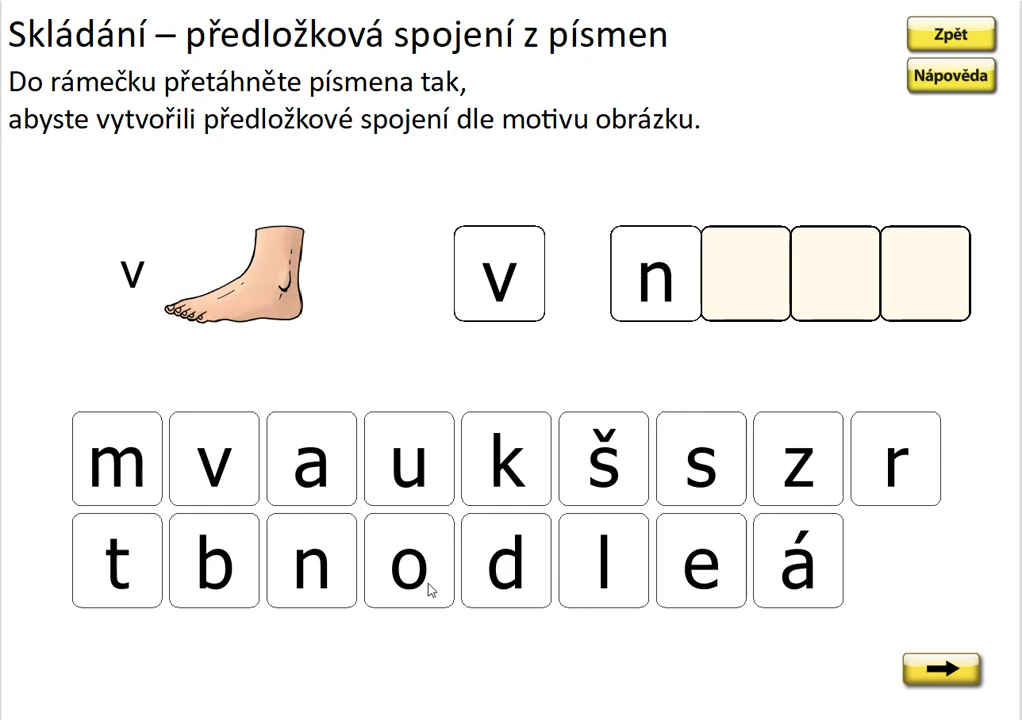 Skládání – předložková spojení z písmen
Zpět
Do rámečku přetáhněte písmena tak,
Nápověda
abyste vytvořili předložkové spojení dle motivu obrázku.
v v n
m v a u k š s z r
t b n o d l e á